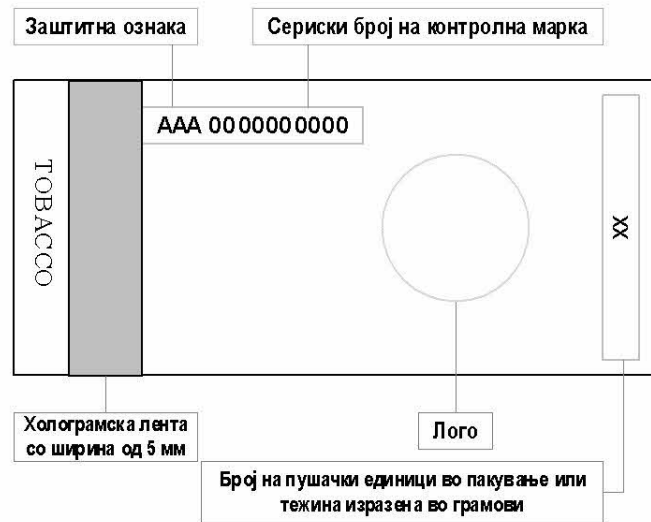 Заштитна ознака
Сериски број на контролна марка
AAA 0000000000
TOBACCO
XX
Холограмска лента
со ширина од 5 мм
Лого
Број на пушачки единици во пакување или
тежина изразена во грамови